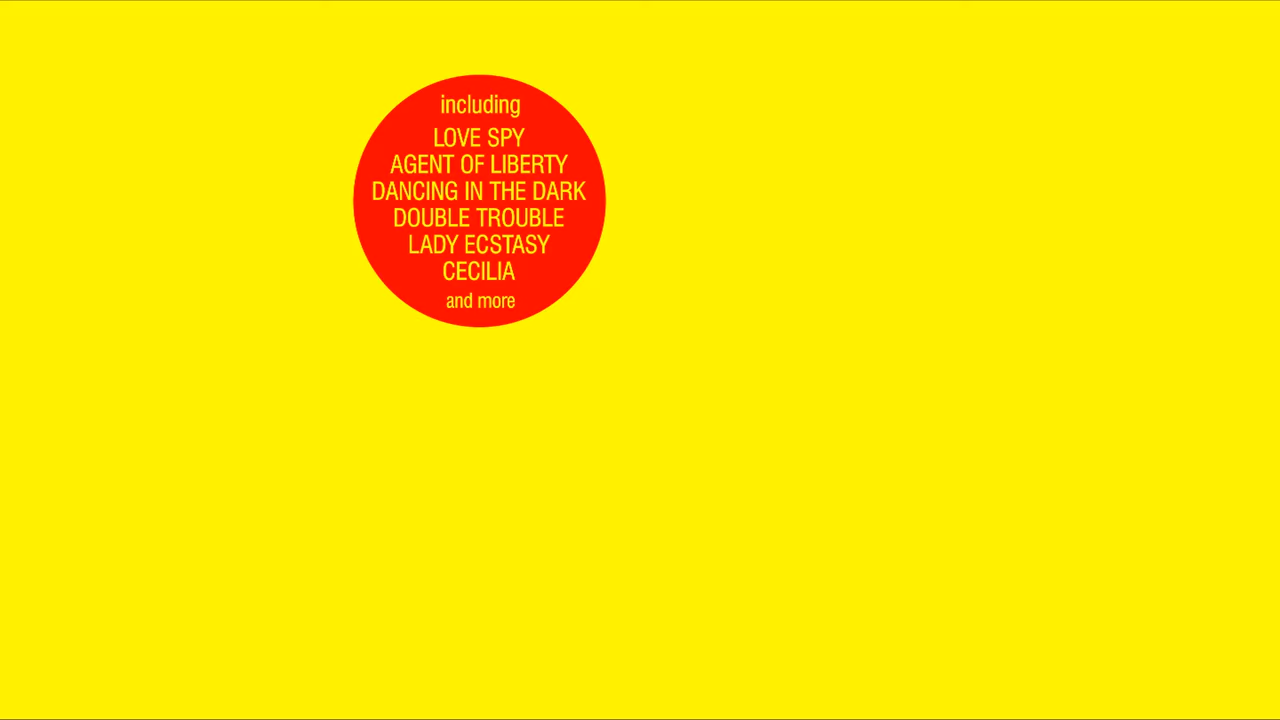 including
LOVE SPY
AGENT OF LIBERTY
DANCING IN THE DARK
DOUBLE TROUBLE
LADY ECSTASY
CECILIA
and more